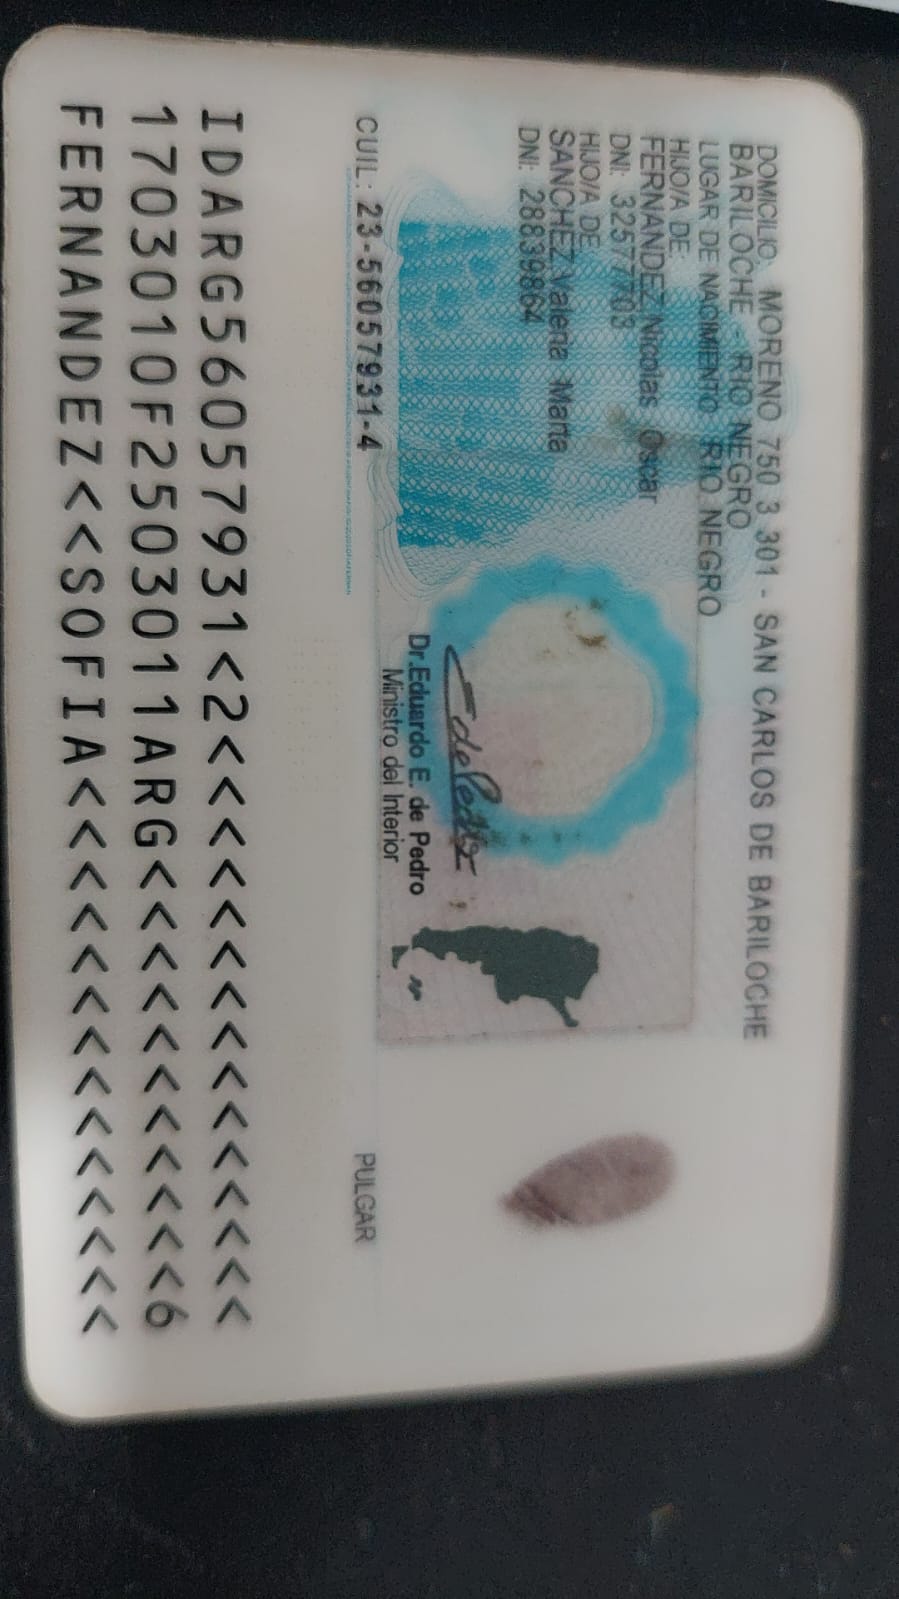 DOMICILIO: MORENO 750 3 301 - SAN CARLOS DE BARILOCHE
BARILOCHE RIO NEGRO
LUGAR DE NACIMIENTO RIO NEGRO
HIJO/A DE:
FERNANDEZ Nicolas Oscar
DNI: 32577703
HIJO/A DE
SANCHEZ Valeria Maria
DNI: 28839864
Dr.Eduardo E. de Pedro
Ministro del Interior
CUIL: 23-56057931-4
PULGAR
IDARG56057931<2<<<<<<<<<<<<<<<
1703010F2503011ARG<<<<<<<<<<<6
FERNANDEZ<<SOFIA<<<<<<<<<<<<<<